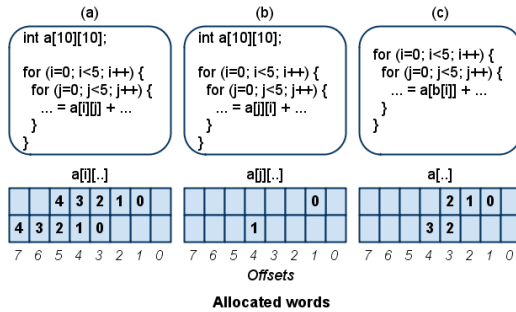 (a)
int a[10][10];
for (i=0; i<5; i++) {
for (j=0; j<5; j++) {
... = a[i][j] + ...
}
}
(b)
int a[10][10];
for (i=0; i<5; i++) {
for (j=0; j<5; j++) {
... = a[j][i] + ...
}
}
(c)
for (i=0; i<5; i++) {
for (j=0; j<5; j++) {
... = a[b[i]] + ...
}
}
a[i][..]
4 3 2 1 0
4 3 2 1 0
7 6 5 4 3 2 1 0
a[j][..]
0
1
7 6 5 4 3 2 1 0
a[..]
2 1 0
3 2
7 6 5 4 3 2 1 0
Offsets
Allocated words